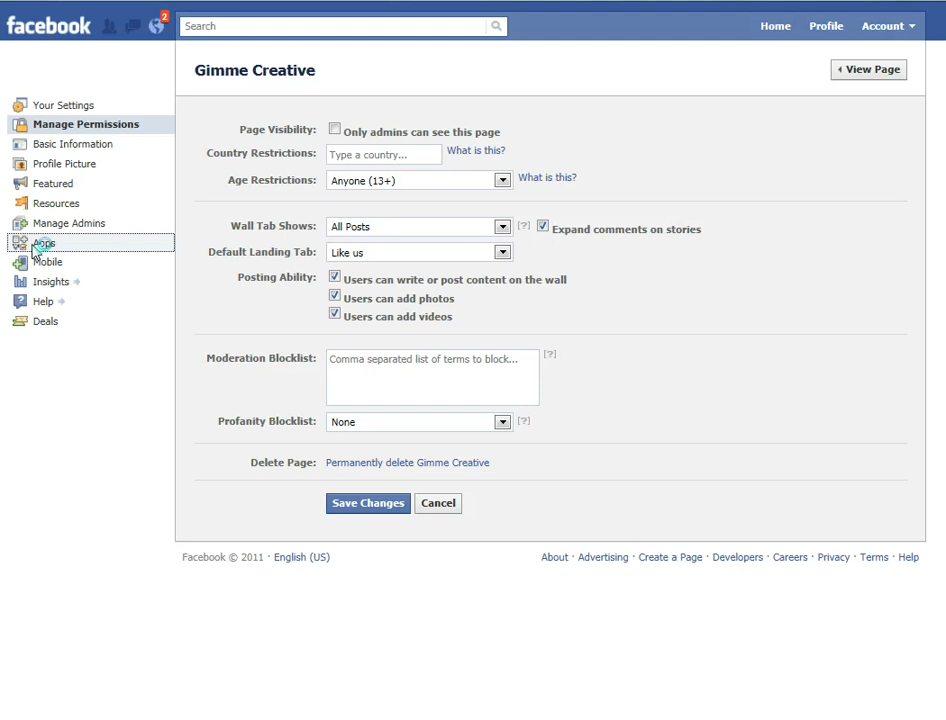 facebook 2 Search Home Profile Account
Gimme Creative View Page
Your Settings
Manage Permissions
Basic Information
Profile Picture
Featured
Resources
Manage Admins
Apps
Mobile
Insights
Help
Deals
Page Visibility: Only admins can see this page
Country Restrictions: Type a country... What is this?
Age Restrictions: Anyone (13+) What is this?
Wall Tab Shows: All Posts [?] Expand comments on stories
Default Landing Tab: Like us
Posting Ability: Users can write or post content on the wall
Users can add photos
Users can add videos
Moderation Blocklist: Comma separated list of terms to block... [?]
Profanity Blocklist: None [?]
Delete Page: Permanently delete Gimme Creative
Save Changes Cancel
Facebook © 2011 · English (US) About · Advertising · Create a Page · Developers · Careers · Privacy · Terms · Help